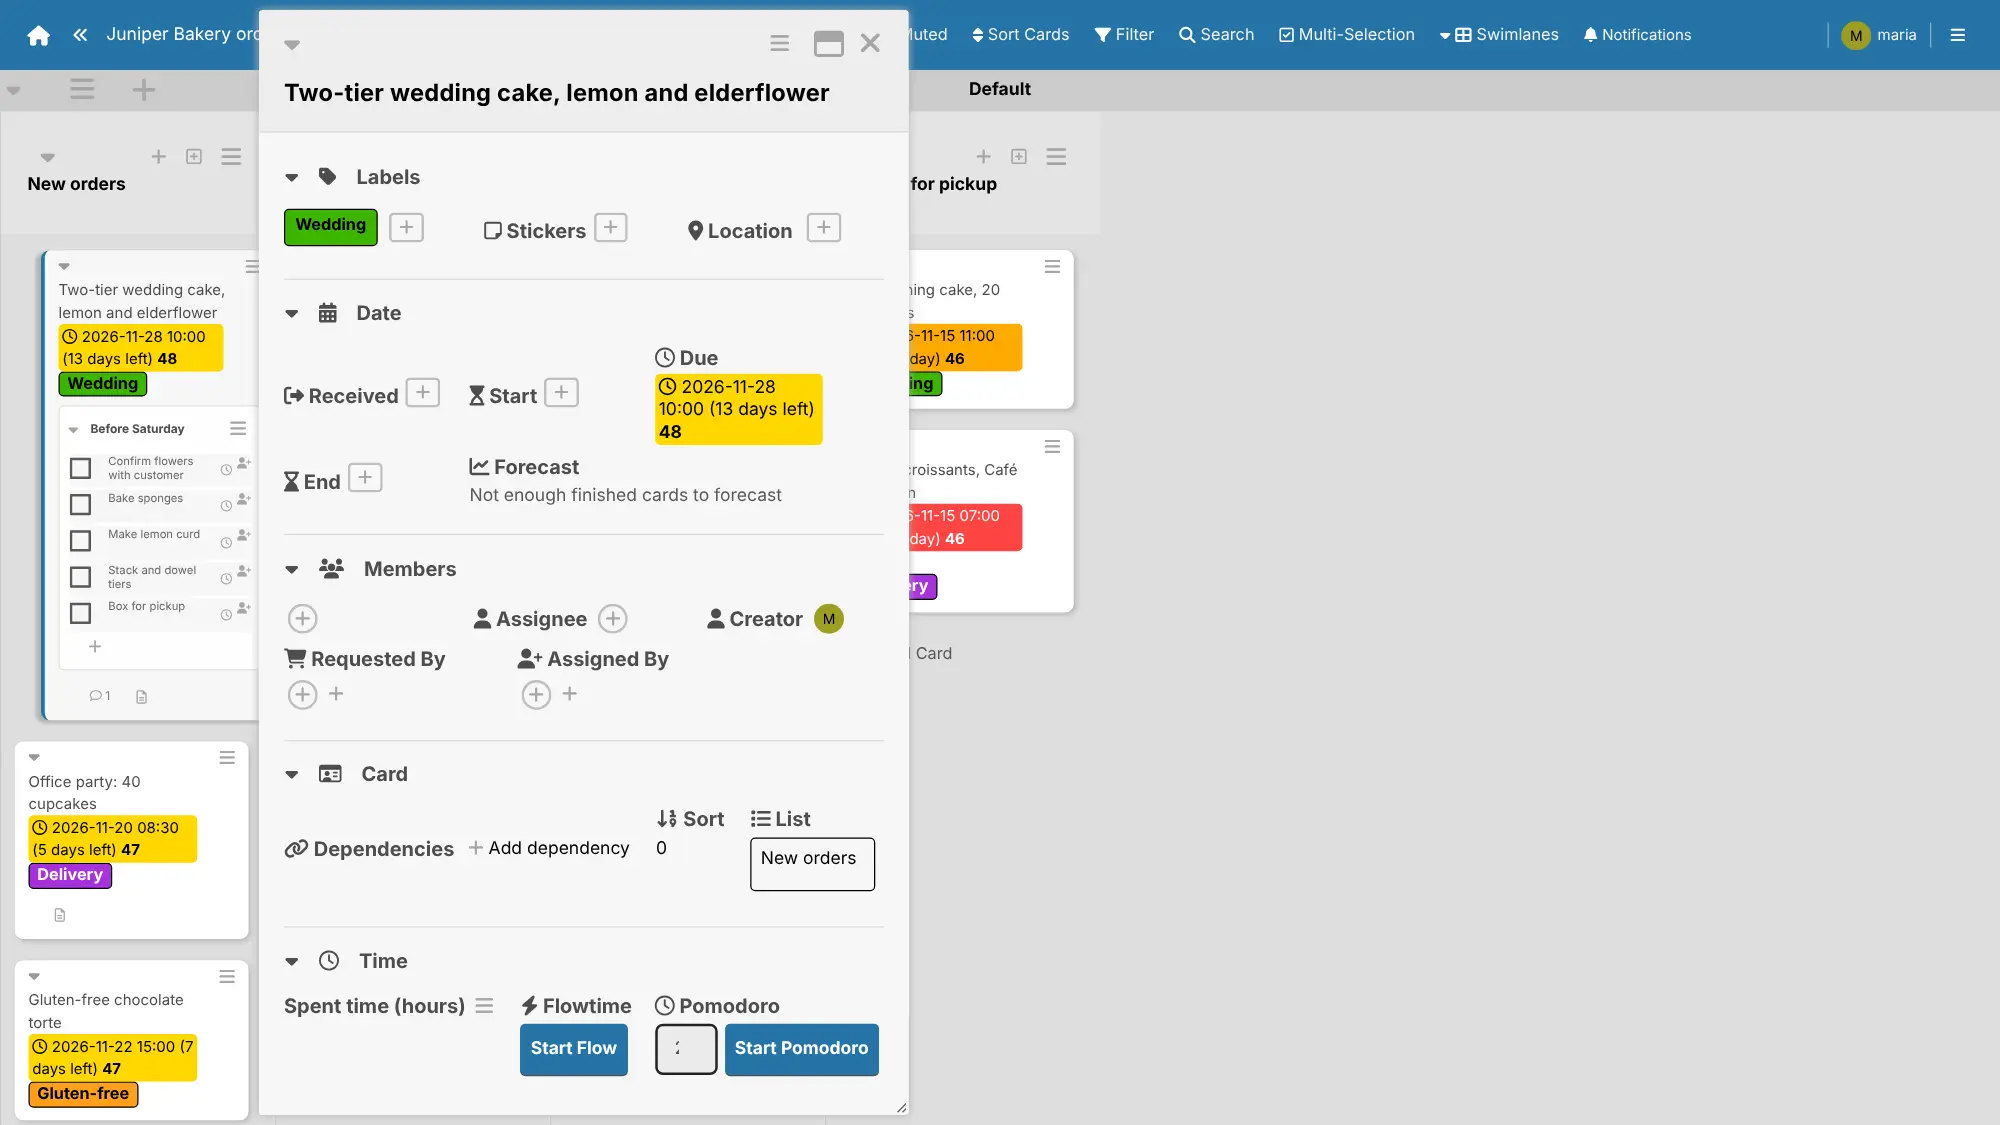 Juniper Bakery
Sort Cards
Filter
Search
Multi-Selection
Swimlanes
Notifications
M
maria
Default
New orders
for pickup
Two-tier wedding cake,
lemon and elderflower
2026-11-28 10:00
(13 days left) 48
Wedding
Before Saturday
Confirm flowers
with customer
Bake sponges
Make lemon curd
Stack and dowel
tiers
Box for pickup
1
Office party: 40
cupcakes
2026-11-20 08:30
(5 days left) 47
Delivery
Gluten-free chocolate
torte
2026-11-22 15:00 (7
days left) 47
Gluten-free
Two-tier wedding cake, lemon and elderflower
Labels
Wedding
Stickers
Location
Date
Received
Start
Due
2026-11-28
10:00 (13 days left)
48
End
Forecast
Not enough finished cards to forecast
Members
Assignee
Creator
M
Requested By
Assigned By
Card
Dependencies
Add dependency
Sort
0
List
New orders
Time
Spent time (hours)
Flowtime
Start Flow
Pomodoro
Start Pomodoro
cake, 20
-11-15 11:00
day) 46
croissants, Café
-11-15 07:00
day) 46
Card